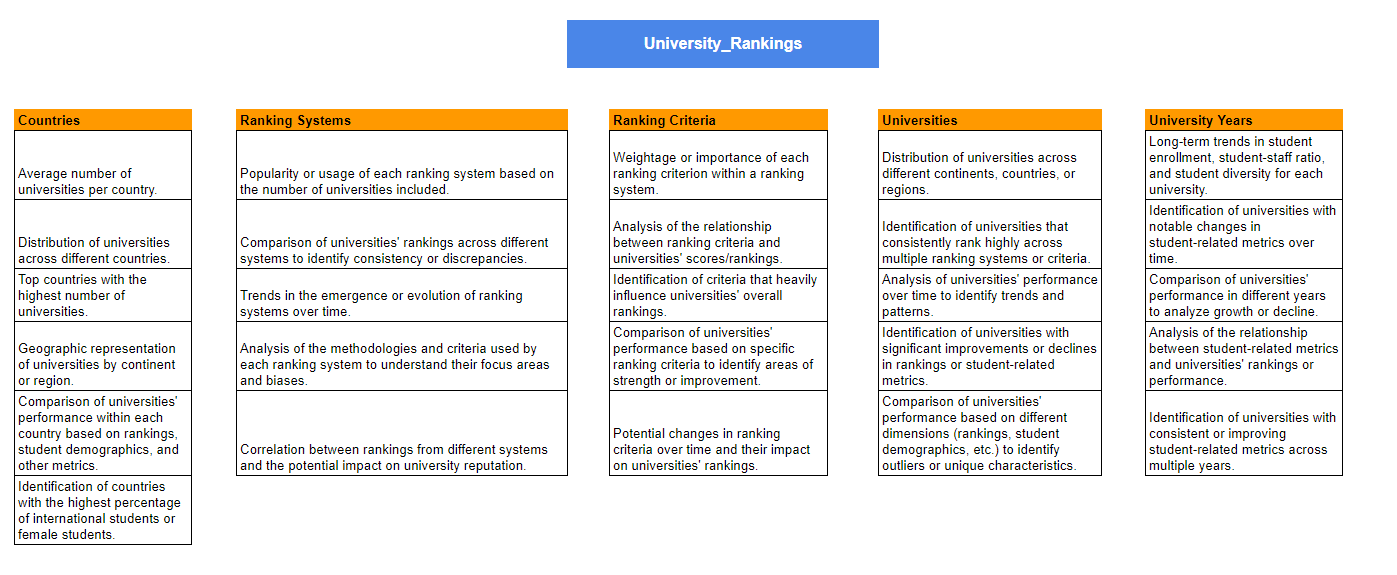 University_Rankings
Countries
Average number of
universities per country.
Distribution of universities
across different countries.
Top countries with the
highest number of
universities.
Geographic representation
of universities by continent
or region.
Comparison of universities'
performance within each
country based on rankings,
student demographics, and
other metrics.
Identification of countries
with the highest percentage
of international students or
female students.
Ranking Systems
Popularity or usage of each ranking system based on
the number of universities included.
Comparison of universities' rankings across different
systems to identify consistency or discrepancies.
Trends in the emergence or evolution of ranking
systems over time.
Analysis of the methodologies and criteria used by
each ranking system to understand their focus areas
and biases.
Correlation between rankings from different systems
and the potential impact on university reputation.
Ranking Criteria
Weightage or importance of each
ranking criterion within a ranking
system.
Analysis of the relationship
between ranking criteria and
universities' scores/rankings.
Identification of criteria that heavily
influence universities' overall
rankings.
Comparison of universities'
performance based on specific
ranking criteria to identify areas of
strength or improvement.
Potential changes in ranking
criteria over time and their impact
on universities' rankings.
Universities
Distribution of universities across
different continents, countries, or
regions.
Identification of universities that
consistently rank highly across
multiple ranking systems or criteria.
Analysis of universities' performance
over time to identify trends and
patterns.
Identification of universities with
significant improvements or declines
in rankings or student-related
metrics.
Comparison of universities'
performance based on different
dimensions (rankings, student
demographics, etc.) to identify
outliers or unique characteristics.
University Years
Long-term trends in student
enrollment, student-staff ratio,
and student diversity for each
university.
Identification of universities with
notable changes in
student-related metrics over
time.
Comparison of universities'
performance in different years
to analyze growth or decline.
Analysis of the relationship
between student-related metrics
and universities' rankings or
performance.
Identification of universities with
consistent or improving
student-related metrics across
multiple years.